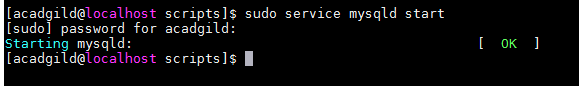 [acadgild@localhost scripts]$ sudo service mysqld start
[sudo] password for acadgild:
Starting mysqld:                                           [  OK  ]
[acadgild@localhost scripts]$